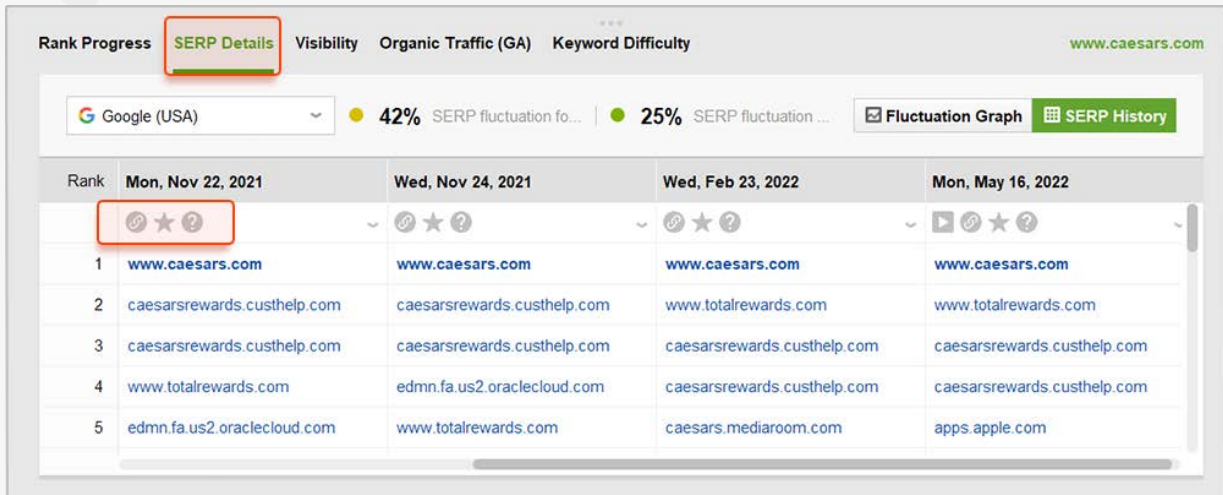 Rank Progress SERP Details Visibility Organic Traffic (GA) Keyword Difficulty www.caesars.com
Google (USA) 42% SERP fluctuation fo... 25% SERP fluctuation ... Fluctuation Graph SERP History
Rank Mon, Nov 22, 2021 Wed, Nov 24, 2021 Wed, Feb 23, 2022 Mon, May 16, 2022
1 www.caesars.com www.caesars.com www.caesars.com www.caesars.com
2 caesarsrewards.custhelp.com caesarsrewards.custhelp.com www.totalrewards.com www.totalrewards.com
3 caesarsrewards.custhelp.com caesarsrewards.custhelp.com caesarsrewards.custhelp.com caesarsrewards.custhelp.com
4 www.totalrewards.com edmn.fa.us2.oraclecloud.com caesarsrewards.custhelp.com caesarsrewards.custhelp.com
5 edmn.fa.us2.oraclecloud.com www.totalrewards.com caesars.mediaroom.com apps.apple.com